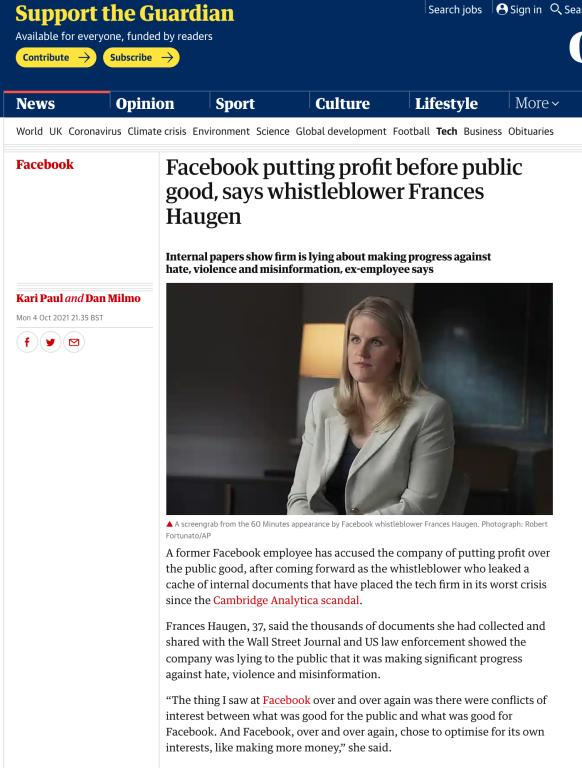 Support the Guardian
Available for everyone, funded by readers
Contribute
Subscribe
Search jobs
Sign in
News
Opinion
Sport
Culture
Lifestyle
More
World UK Coronavirus Climate crisis Environment Science Global development Football Tech Business Obituaries
Facebook
Facebook putting profit before public
good, says whistleblower Frances
Haugen
Internal papers show firm is lying about making progress against
hate, violence and misinformation, ex-employee says
Kari Paul and Dan Milmo
Mon 4 Oct 2021 21.35 BST
A screengrab from the 60 Minutes appearance by Facebook whistleblower Frances Haugen. Photograph: Robert
Fortunato/AP
A former Facebook employee has accused the company of putting profit over
the public good, after coming forward as the whistleblower who leaked a
cache of internal documents that have placed the tech firm in its worst crisis
since the Cambridge Analytica scandal.
Frances Haugen, 37, said the thousands of documents she had collected and
shared with the Wall Street Journal and US law enforcement showed the
company was lying to the public that it was making significant progress
against hate, violence and misinformation.
“The thing I saw at Facebook over and over again was there were conflicts of
interest between what was good for the public and what was good for
Facebook. And Facebook, over and over again, chose to optimise for its own
interests, like making more money,” she said.